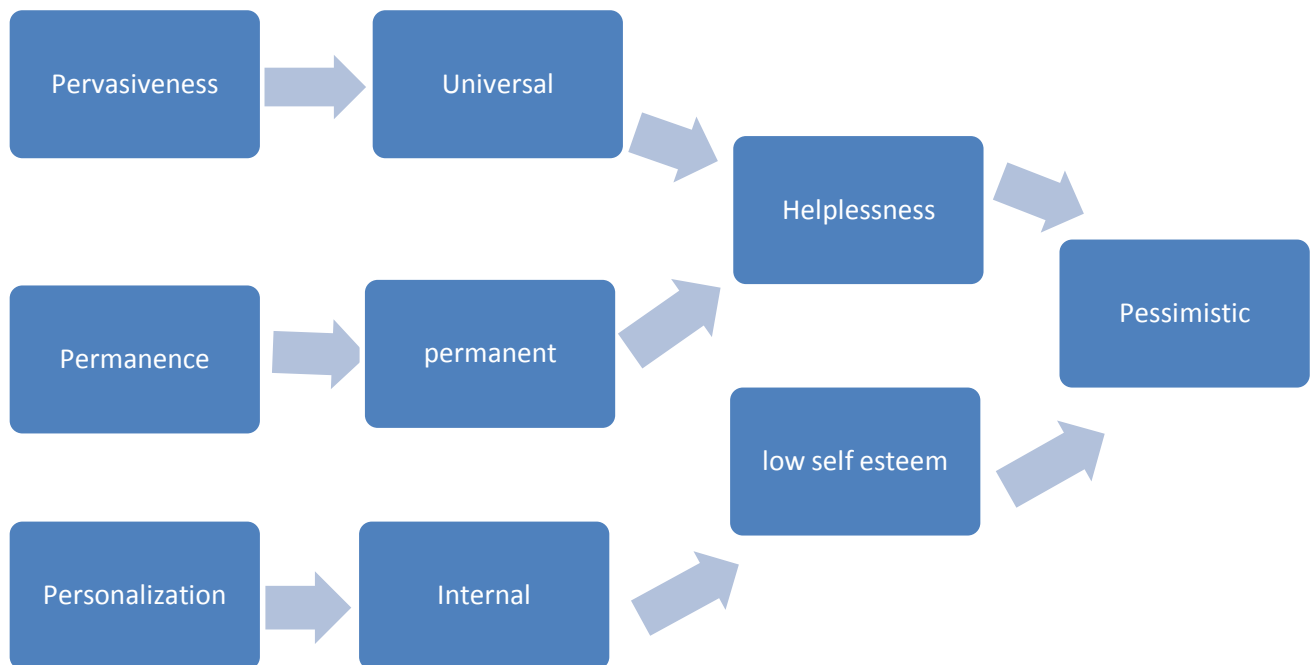 Pervasiveness
Universal
Helplessness
Pessimistic
Permanence
permanent
low self esteem
Personalization
Internal